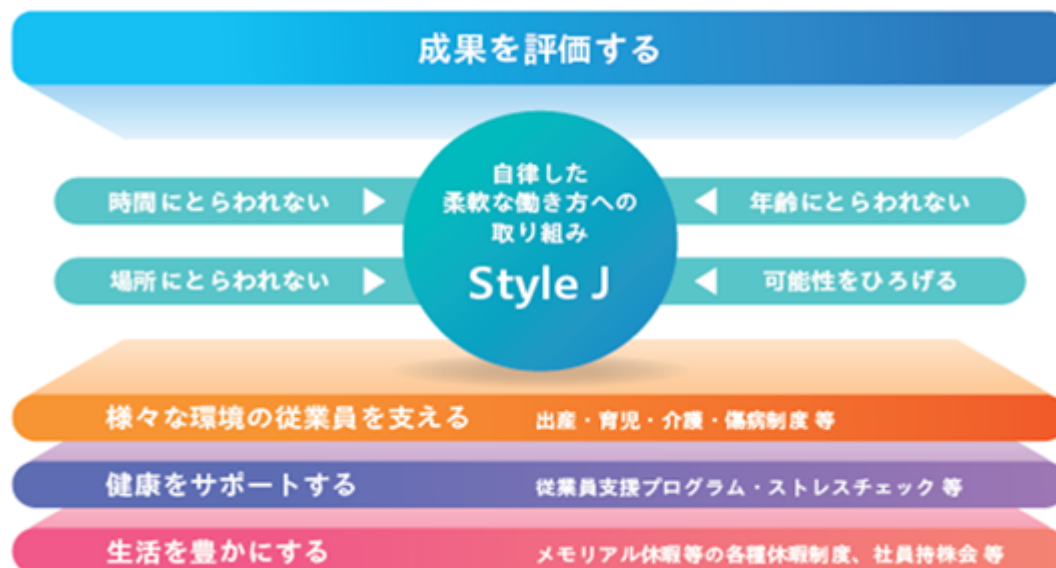 成果を評価する
自律した
柔軟な働き方への
取り組み
Style J
時間にとらわれない
年齢にとらわれない
場所にとらわれない
可能性をひろげる
様々な環境の従業員を支える 出産・育児・介護・傷病制度 等
健康をサポートする 従業員支援プログラム・ストレスチェック 等
生活を豊かにする メモリアル休暇等の各種休暇制度、社員持株会 等